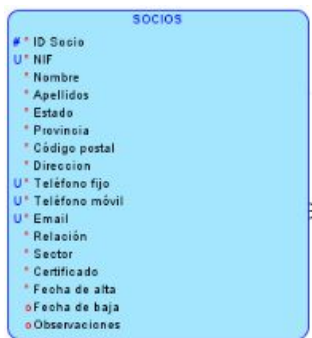 SOCIOS
# * ID Socio
U * NIF
* Nombre
* Apellidos
* Estado
* Provincia
* Código postal
* Direccion
U * Teléfono fijo
U * Teléfono móvil
U * Email
* Relación
* Sector
* Certificado
* Fecha de alta
o Fecha de baja
o Observaciones